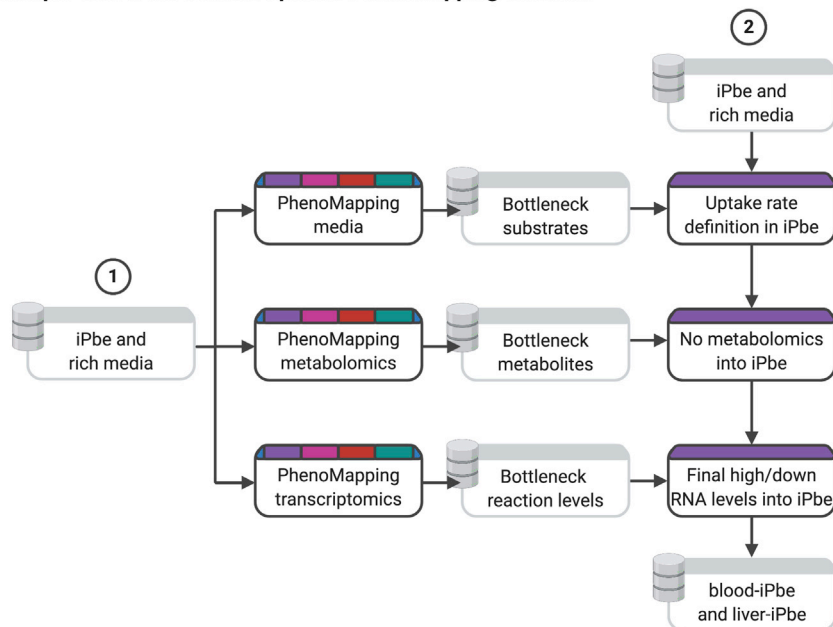 2
iPbe and
rich media
PhenoMapping
media
Bottleneck
substrates
Uptake rate
definition in iPbe
1
iPbe and
rich media
PhenoMapping
metabolomics
Bottleneck
metabolites
No metabolomics
into iPbe
PhenoMapping
transcriptomics
Bottleneck
reaction levels
Final high/down
RNA levels into iPbe
blood-iPbe
and liver-iPbe